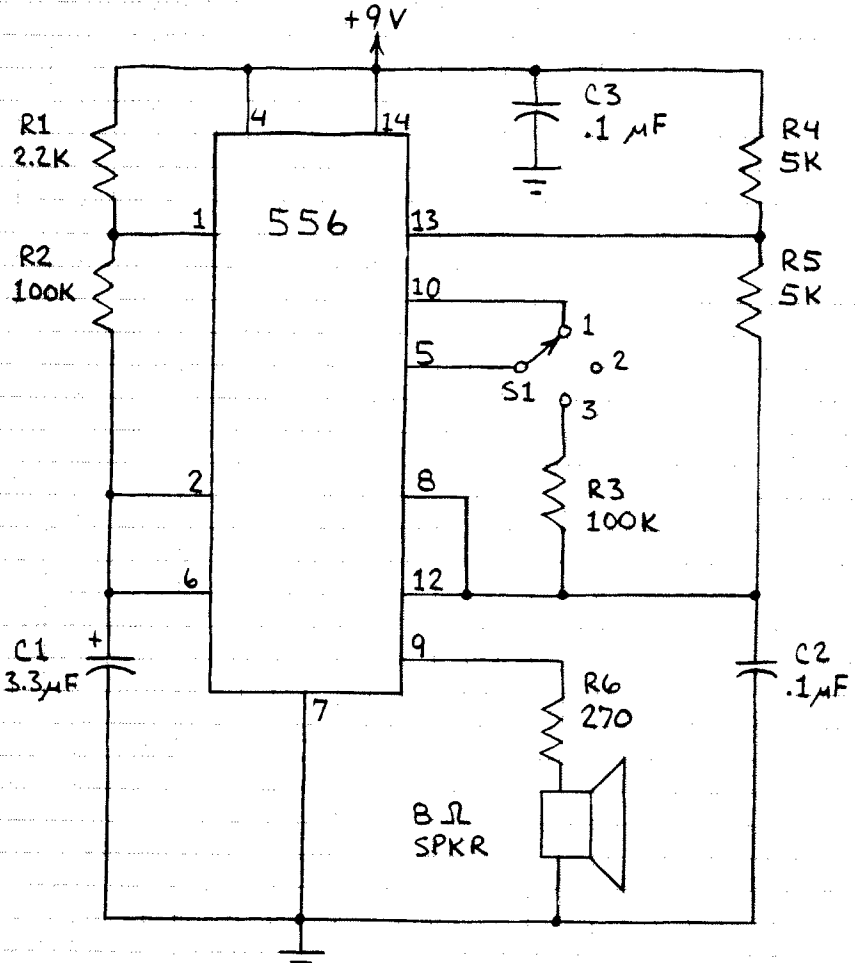 +9V
4
14
C3
.1 µF
R1
2.2K
R4
5K
1
556
13
R2
100K
R5
5K
10
1
5
2
S1
3
2
8
R3
100K
6
12
9
C1
+
3.3µF
C2
.1µF
R6
270
7
8 Ω
SPKR